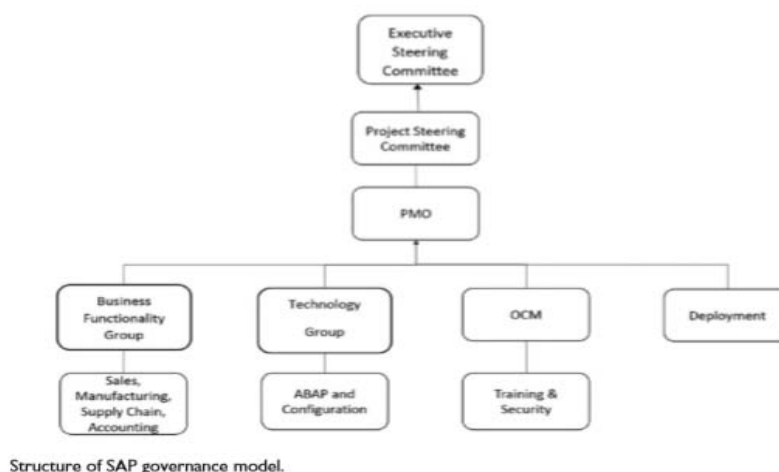 Executive
Steering
Committee
Project Steering
Committee
PMO
Business
Functionality
Group
Technology
Group
OCM
Deployment
Sales,
Manufacturing,
Supply Chain,
Accounting
ABAP and
Configuration
Training &
Security
Structure of SAP governance model.